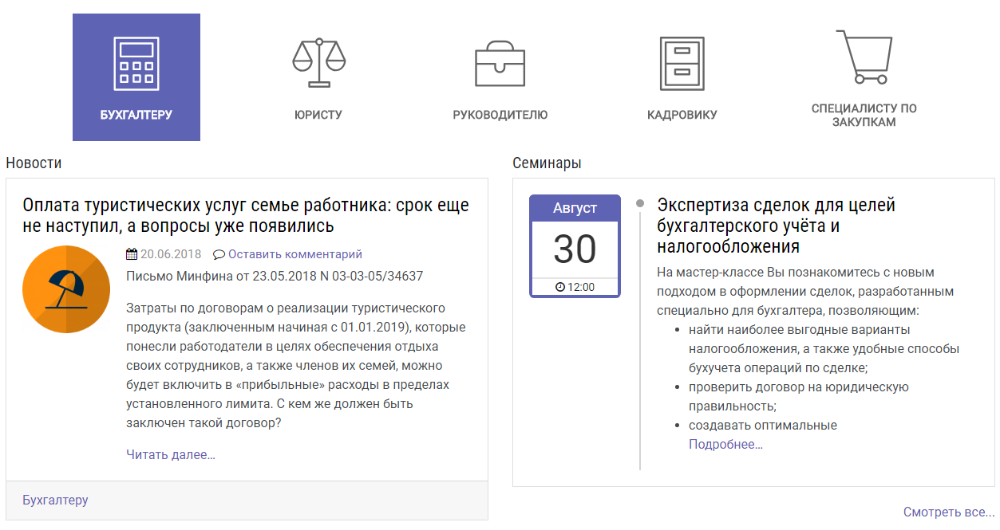 БУХГАЛТЕРУ
ЮРИСТУ
РУКОВОДИТЕЛЮ
КАДРОВИКУ
СПЕЦИАЛИСТУ ПО
ЗАКУПКАМ
Новости
Оплата туристических услуг семье работника: срок еще
не наступил, а вопросы уже появились
20.06.2018 Оставить комментарий
Письмо Минфина от 23.05.2018 N 03-03-05/34637
Затраты по договорам о реализации туристического
продукта (заключенным начиная с 01.01.2019), которые
понесли работодатели в целях обеспечения отдыха
своих сотрудников, а также членов их семей, можно
будет включить в «прибыльные» расходы в пределах
установленного лимита. С кем же должен быть
заключен такой договор?
Читать далее...
Бухгалтеру
Семинары
Август
30
12:00
Экспертиза сделок для целей
бухгалтерского учёта и
налогообложения
На мастер-классе Вы познакомитесь с новым
подходом в оформлении сделок, разработанным
специально для бухгалтера, позволяющим:
• найти наиболее выгодные варианты
налогообложения, а также удобные способы
бухучета операций по сделке;
• проверить договор на юридическую
правильность;
• создавать оптимальные
Подробнее...
Смотреть все...